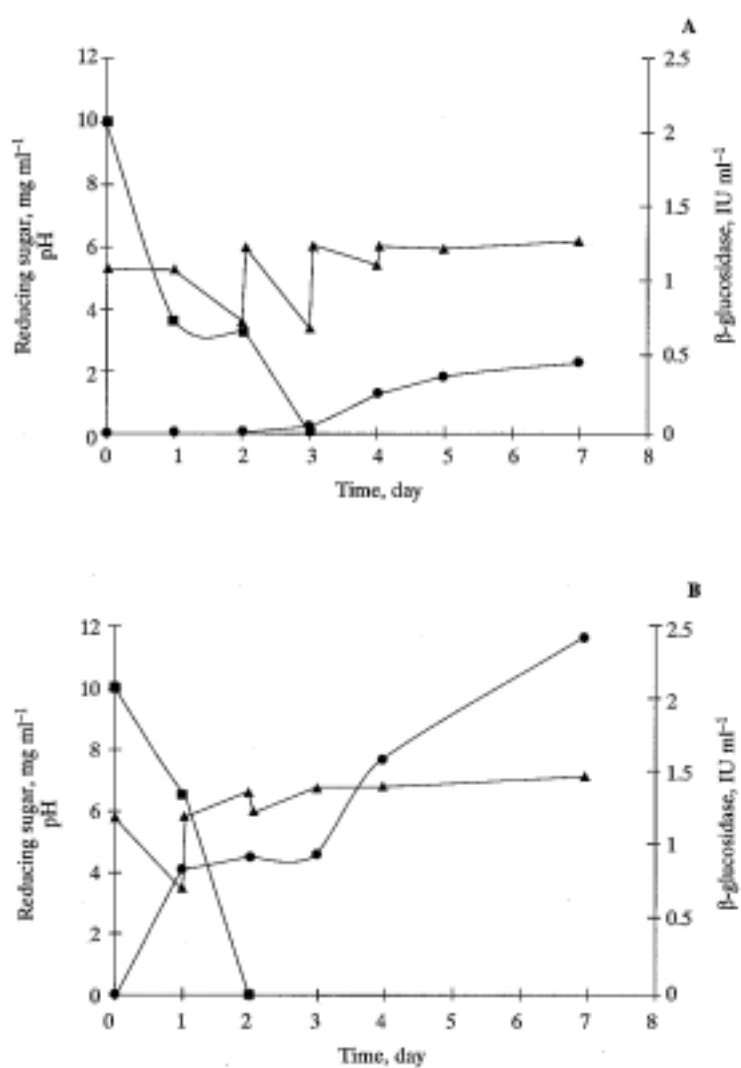 A
12
10
8
6
4
2
0
Reducing sugar, mg ml⁻¹
pH
2.5
2
1.5
1
0.5
0
β-glucosidase, IU ml⁻¹
0 1 2 3 4 5 6 7 8
Time, day
B
12
10
8
6
4
2
0
Reducing sugar, mg ml⁻¹
pH
2.5
2
1.5
1
0.5
0
β-glucosidase, IU ml⁻¹
0 1 2 3 4 5 6 7 8
Time, day